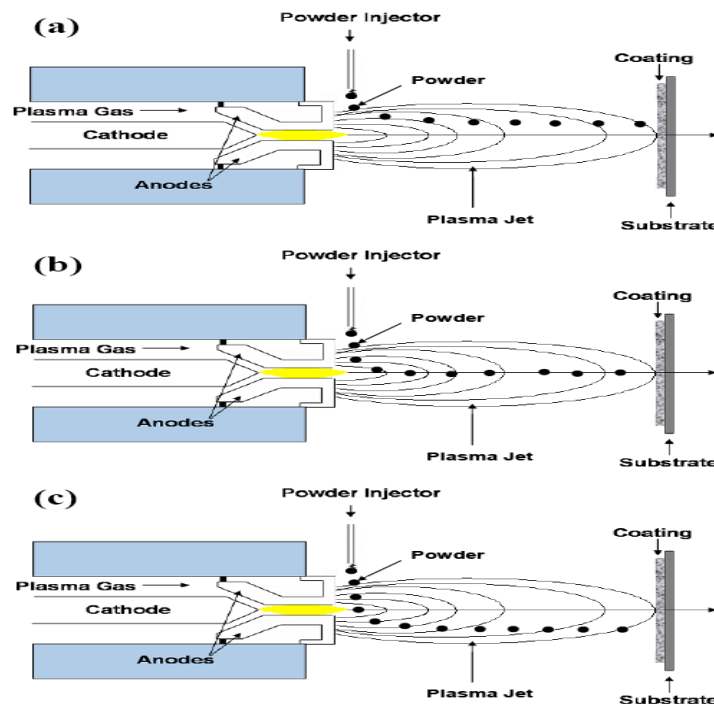 (a)
Powder Injector
Coating
Powder
Plasma Gas
Cathode
Anodes
Plasma Jet
Substrate
(b)
Powder Injector
Coating
Powder
Plasma Gas
Cathode
Anodes
Plasma Jet
Substrate
(c)
Powder Injector
Coating
Powder
Plasma Gas
Cathode
Anodes
Plasma Jet
Substrate